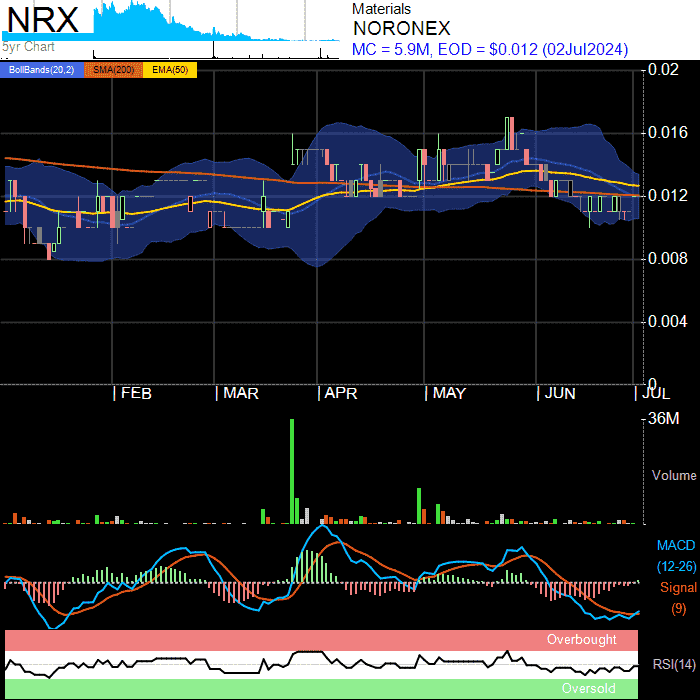 NRX
5yr Chart
Materials
NORONEX
MC = 5.9M, EOD = $0.012 (02Jul2024)
BollBands(20,2) SMA(200) EMA(50)
0.02
0.016
0.012
0.008
0.004
0
FEB MAR APR MAY JUN JUL
36M
Volume
MACD
(12-26)
Signal
(9)
Overbought
RSI(14)
Oversold